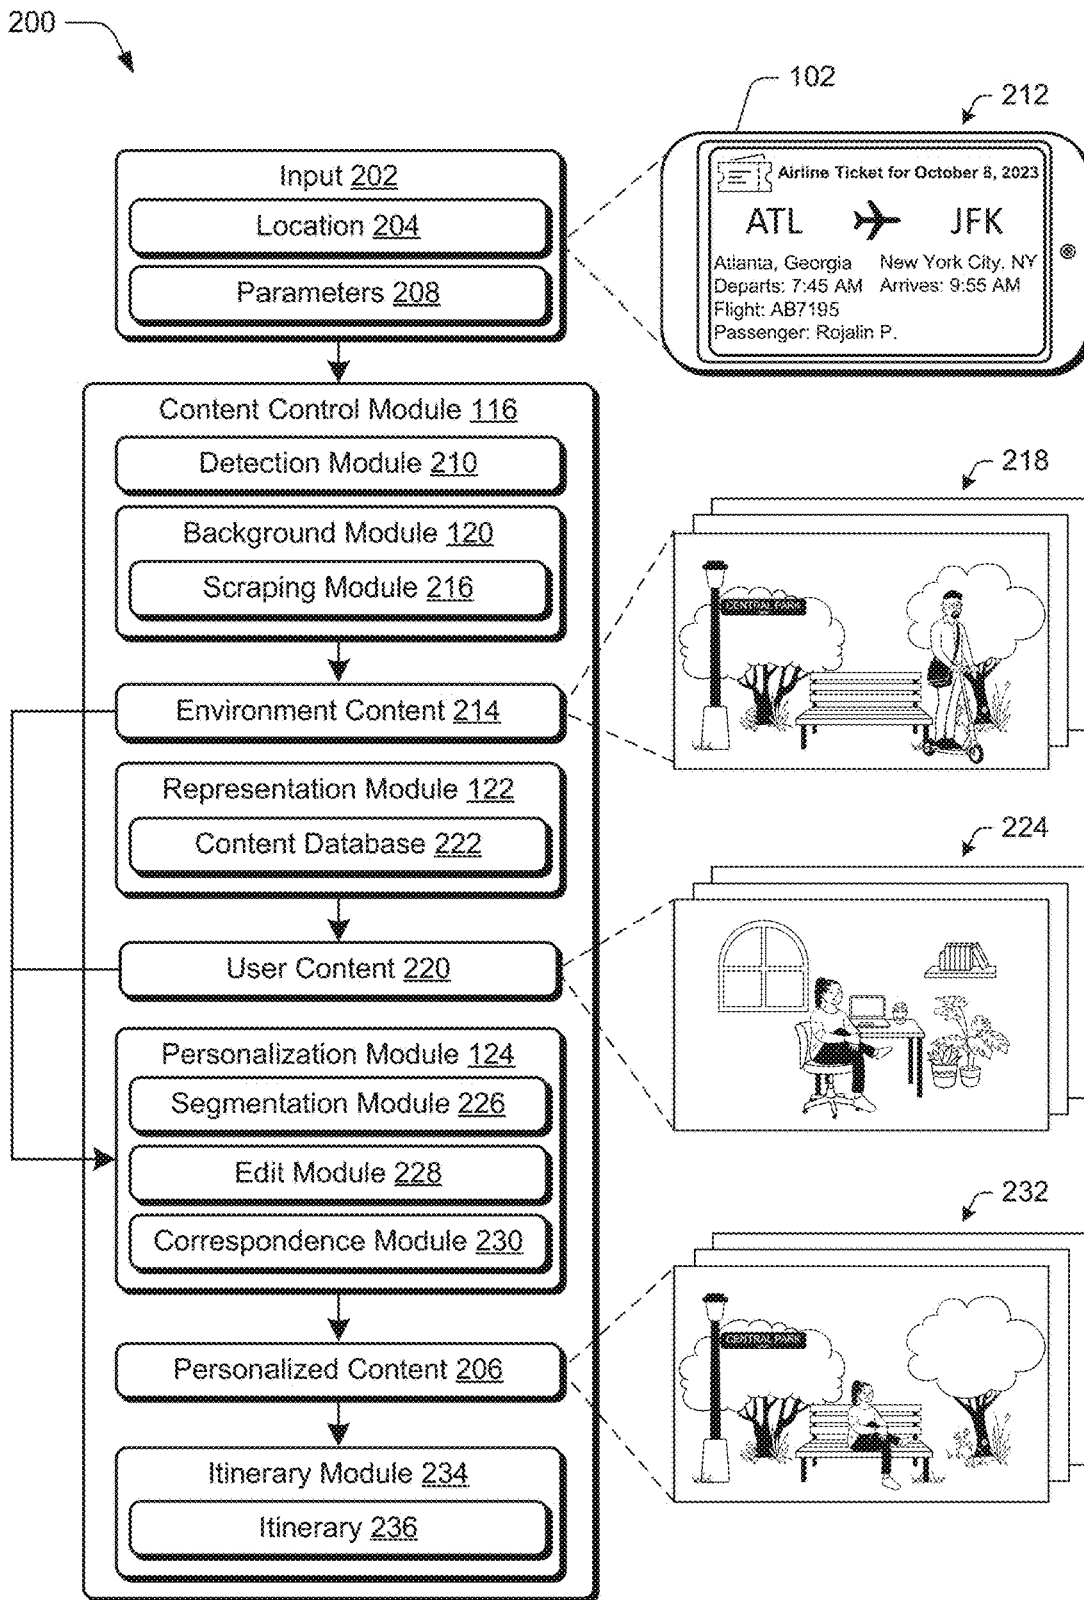 200
102
212
Input 202
Location 204
Parameters 208
Airline Ticket for October 8, 2023
ATL JFK
Atlanta, Georgia New York City, NY
Departs: 7:45 AM Arrives: 9:55 AM
Flight: AB7195
Passenger: Rojalin P.
Content Control Module 116
Detection Module 210
Background Module 120
Scraping Module 216
218
CENTRAL PARK
Environment Content 214
Representation Module 122
Content Database 222
224
User Content 220
Personalization Module 124
Segmentation Module 226
Edit Module 228
Correspondence Module 230
232
CENTRAL PARK
Personalized Content 206
Itinerary Module 234
Itinerary 236